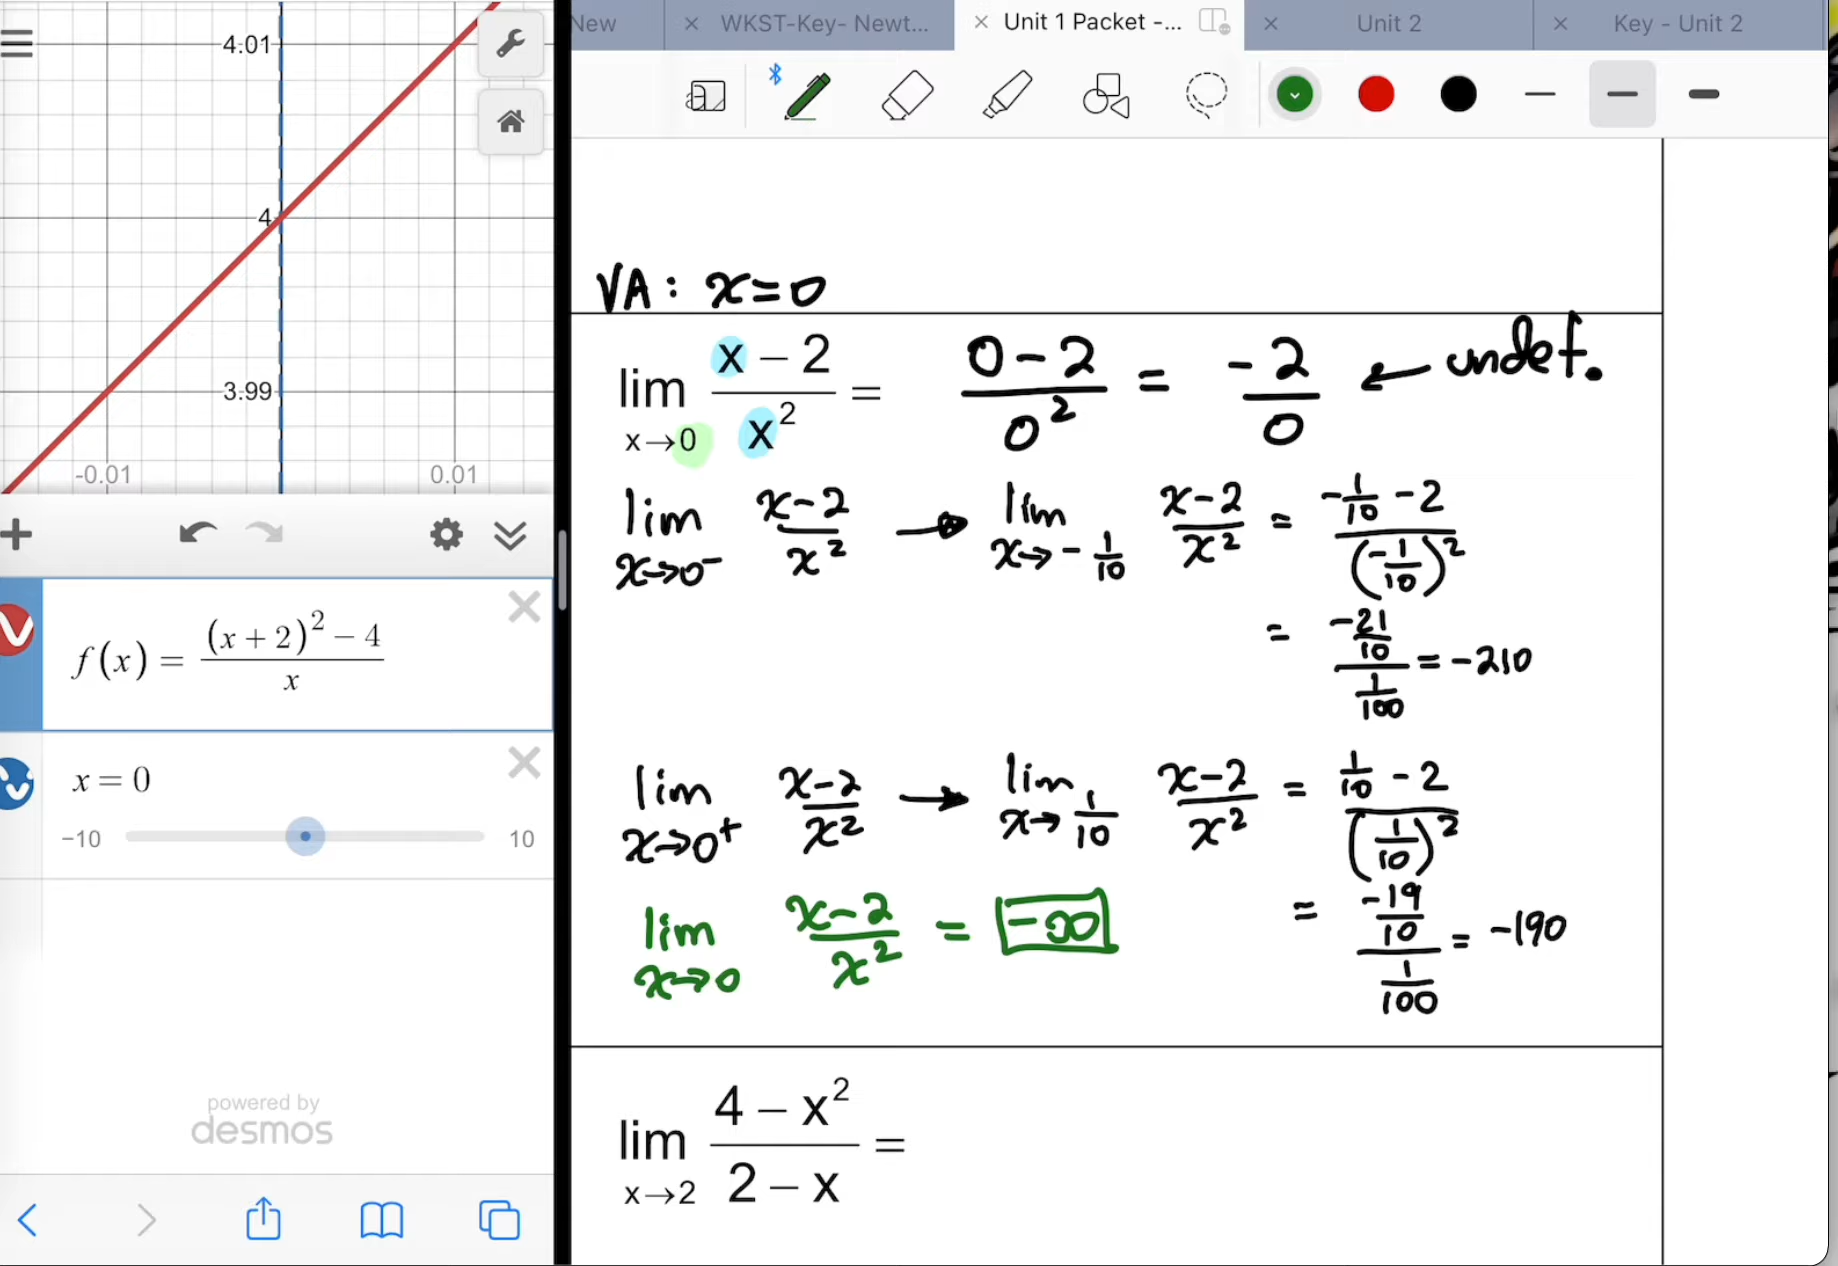 New
WKST-Key- Newt...
Unit 1 Packet -...
Unit 2
Key - Unit 2
4.01
4
3.99
-0.01
0.01
f(x) = ((x + 2)^2 − 4)/x
x = 0
−10
10
powered by
desmos
VA: x=0
lim x→0 (x − 2)/x² = (0 − 2)/0² = -2/0 ← undef.
lim x→0⁻ (x−2)/x² → lim x→ −1/10 (x−2)/x² = (−1/10 − 2)/(−1/10)²
= (−21/10)/(1/100) = −210
lim x→0⁺ (x−2)/x² → lim x→ 1/10 (x−2)/x² = (1/10 − 2)/(1/10)²
= (−19/10)/(1/100) = −190
lim x→0 (x−2)/x² = −∞
lim x→2 (4 − x²)/(2 − x) =